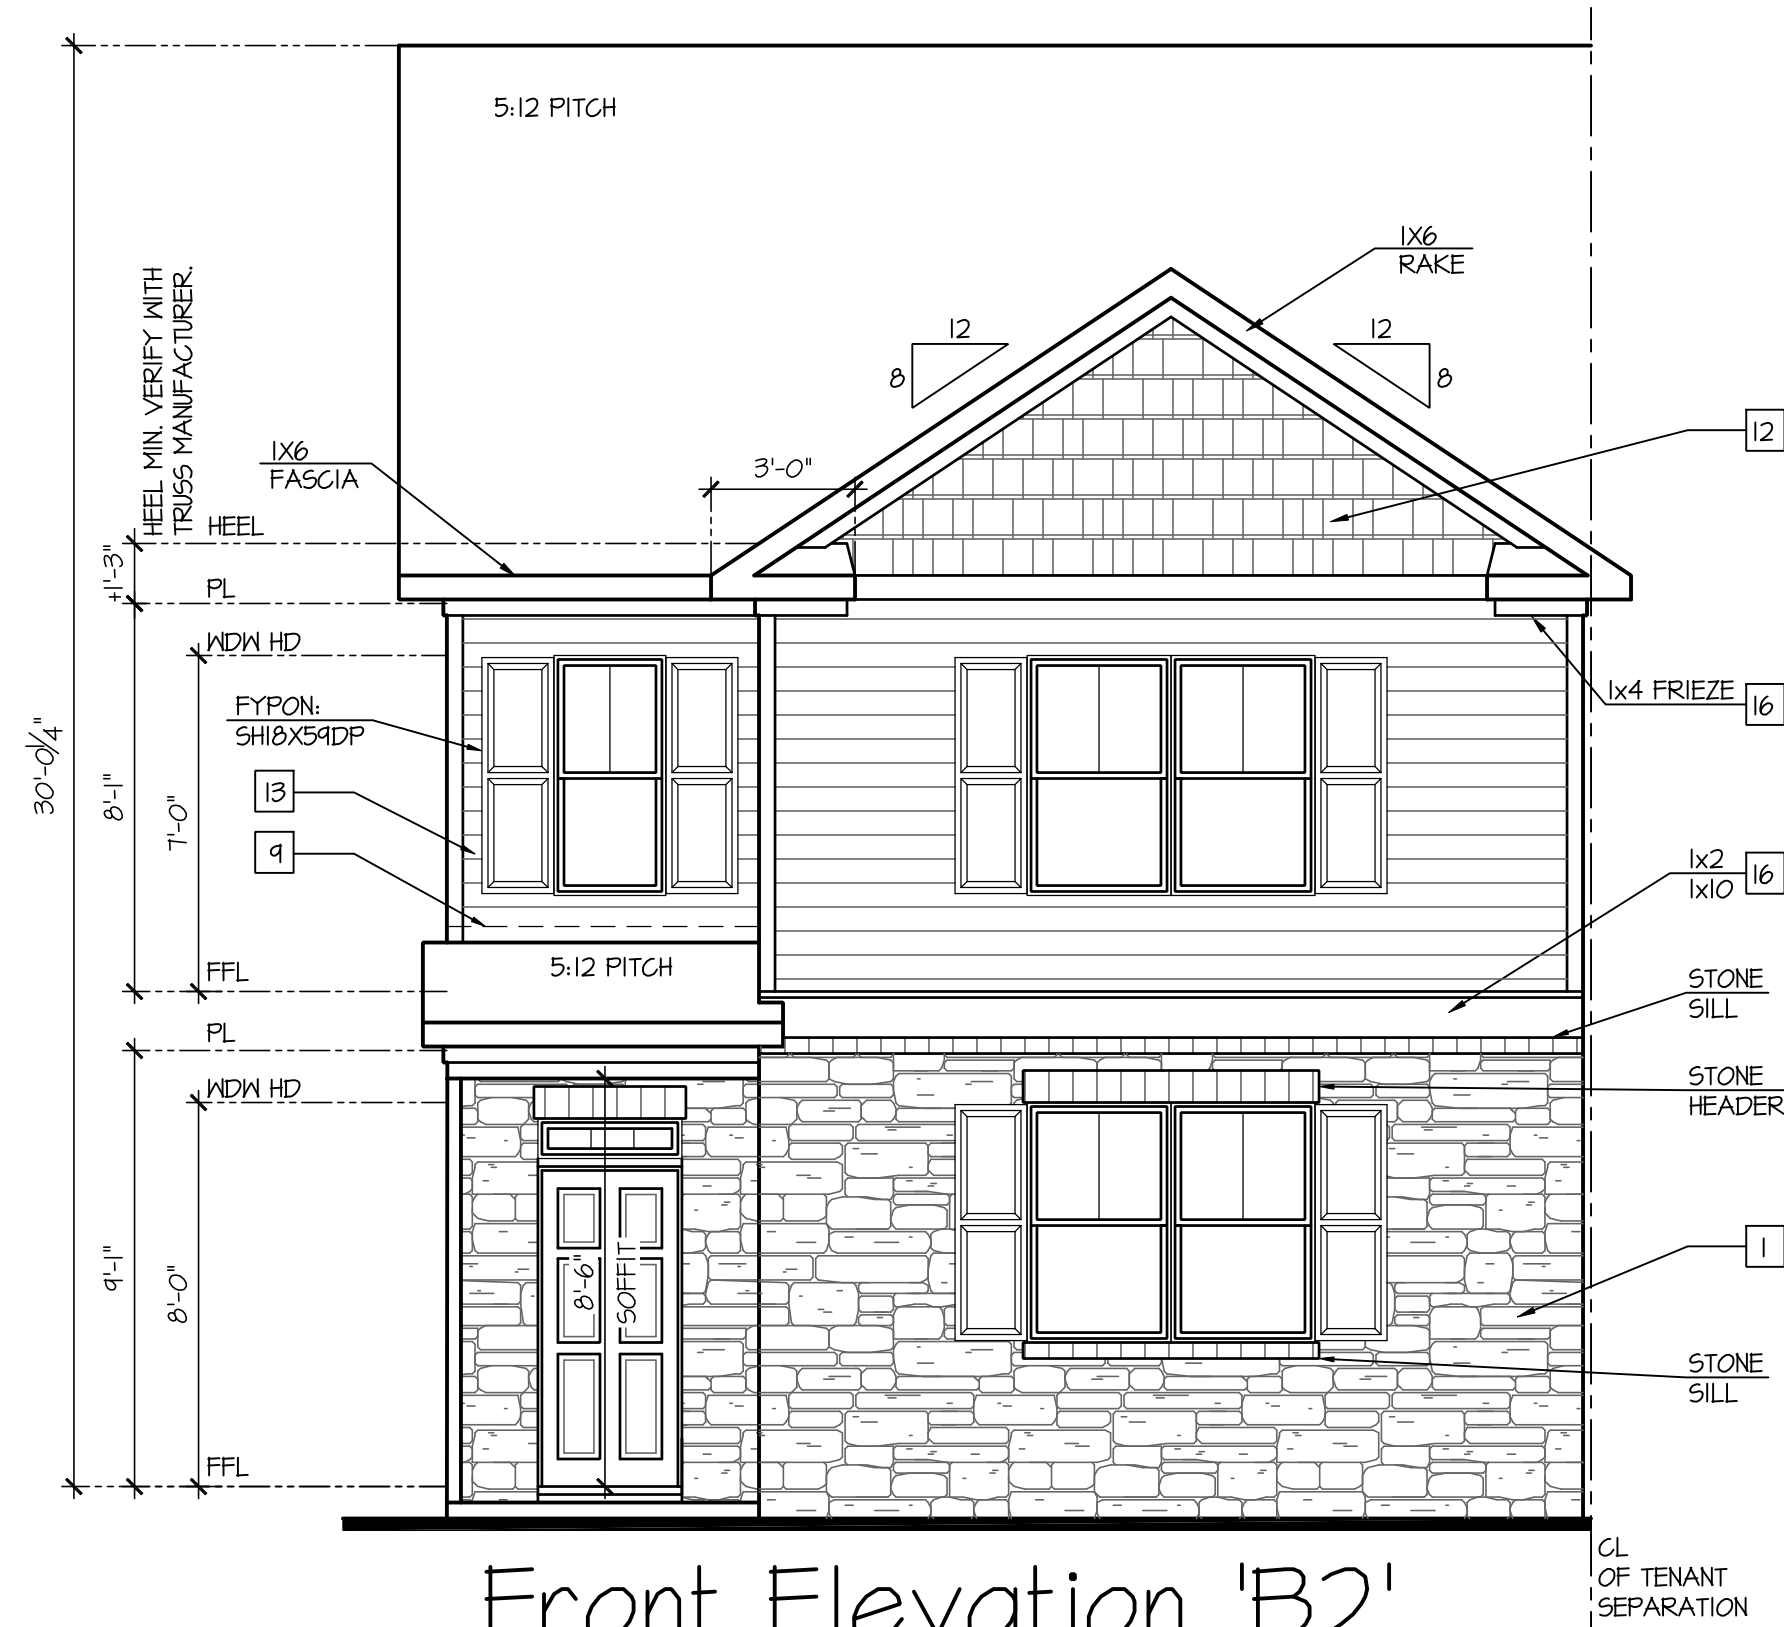 5:12 PITCH
1X6
RAKE
12
8
12
8
12
HEEL MIN. VERIFY WITH
TRUSS MANUFACTURER.
1X6
FASCIA
3'-0"
HEEL
+1'-3"
PL
WDW HD
1x4 FRIEZE 16
FYPON:
SH18X59DP
30'-0/4"
8'-1"
7'-0"
13
9
1x2
1x10
16
FFL
5:12 PITCH
STONE
SILL
PL
WDW HD
STONE
HEADER
9'-1"
8'-0"
8'-6"
SOFFIT
1
STONE
SILL
FFL
CL
OF TENANT
SEPARATION
Front Elevation 'B2'